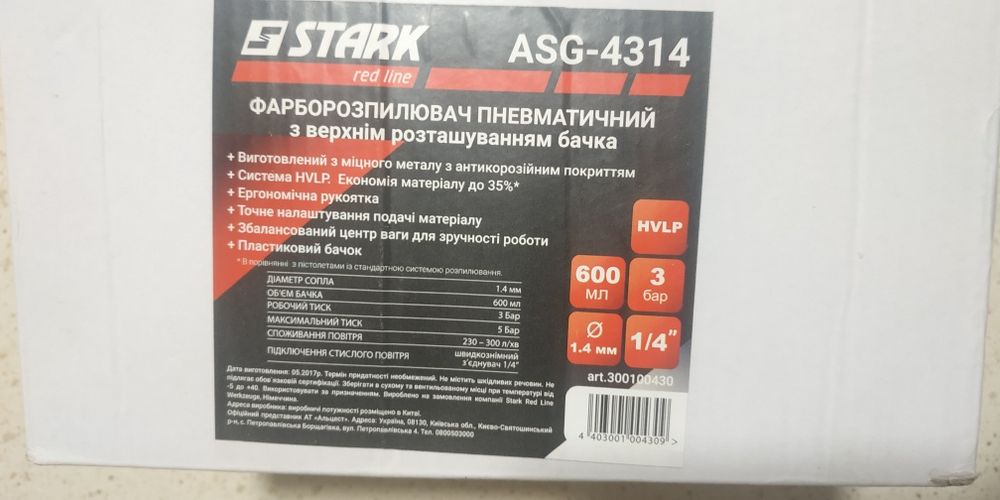 STARK
red line
ASG-4314
ФАРБОРОЗПИЛЮВАЧ ПНЕВМАТИЧНИЙ
з верхнім розташуванням бачка
+ Виготовлений з міцного металу з антикорозійним покриттям
+ Система HVLP. Економія матеріалу до 35%*
+ Ергономічна рукоятка
+ Точне налаштування подачі матеріалу
+ Збалансований центр ваги для зручності роботи
+ Пластиковий бачок
* В порівнянні з пістолетами із стандартною системою розпилювання.
ДІАМЕТР СОПЛА 1.4 мм
ОБ'ЄМ БАЧКА 600 мл
РОБОЧИЙ ТИСК 3 Бар
МАКСИМАЛЬНИЙ ТИСК 5 Бар
СПОЖИВАННЯ ПОВІТРЯ 230 – 300 л/хв
ПІДКЛЮЧЕННЯ СТИСЛОГО ПОВІТРЯ швидкознімний
з'єднувач 1/4"
HVLP
600 МЛ
3 бар
Ø 1.4 мм
1/4"
art.300100430
Дата виготовлення: 05.2017р. Термін придатності необмежений. Не містить шкідливих речовин. Не
підлягає обов'язковій сертифікації. Зберігати в сухому та вентильованому місці при температурі від
-5 до +40. Використовувати за призначенням. Вироблено на замовлення компанії Stark Red Line
Werkzeuge, Німеччина.
Адреса виробника: виробничі потужності розміщено в Китаї.
Офіційний представник АТ «Альцест». Адреса: Україна, 08130, Київська обл., Києво-Святошинський
р-н, с. Петропавлівська Борщагівка, вул. Петропавлівська 4. Тел. 0800503000
4 403001 004309 >